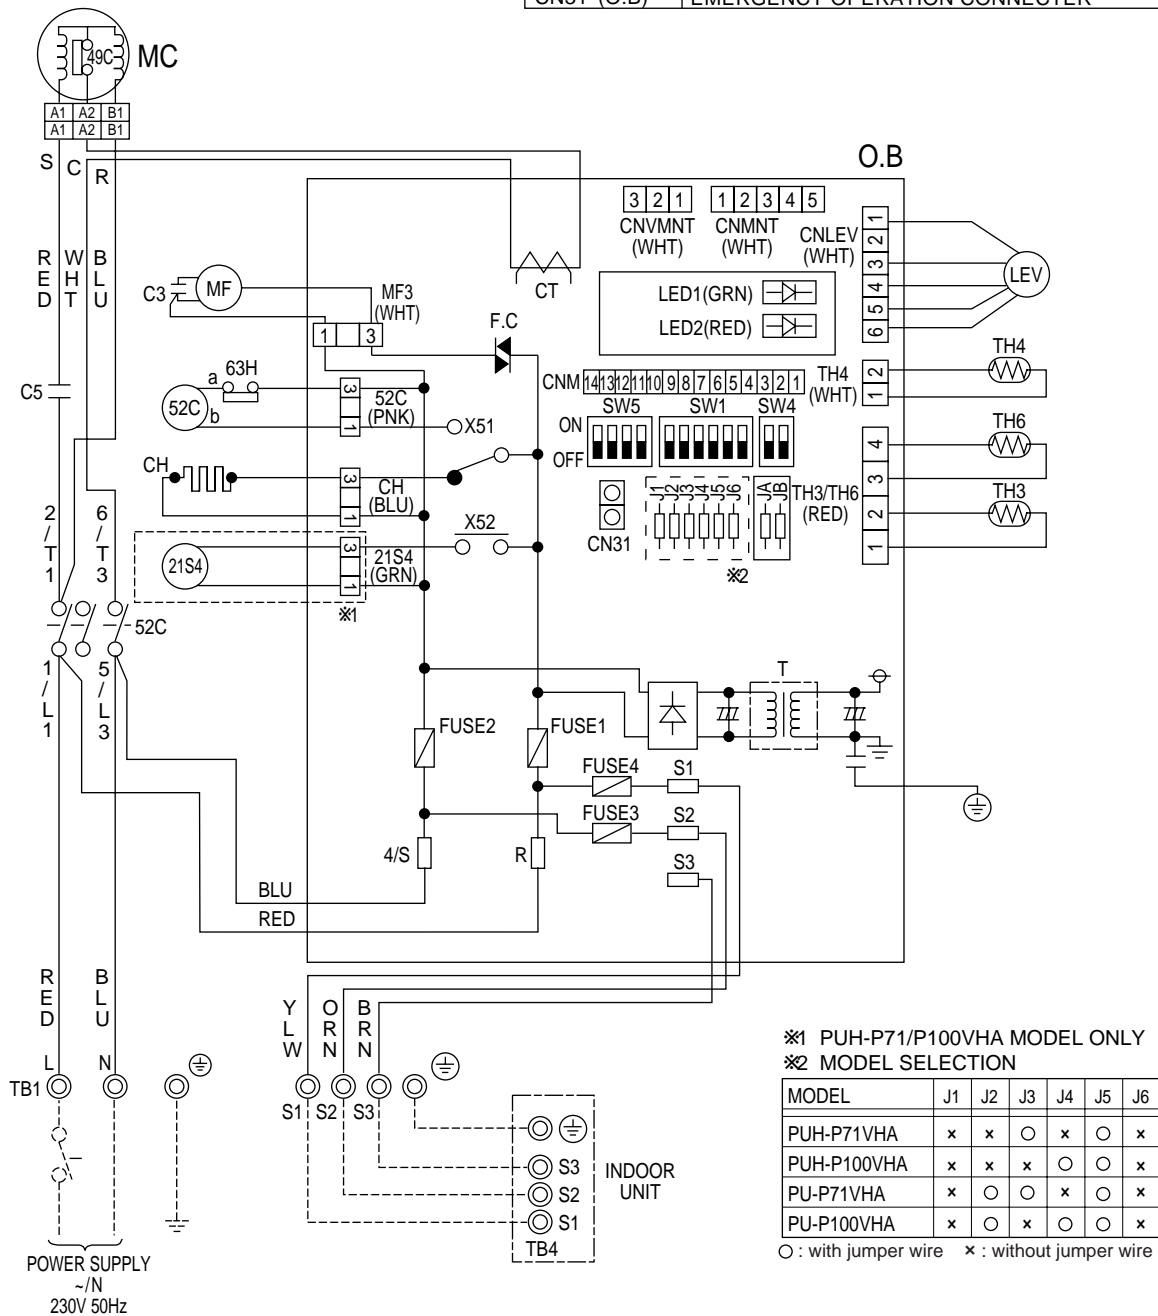 CN31 (O.B) EMERGENCY OPERATION CONNECTER
49C
MC
A1 A2 B1
A1 A2 B1
S C R
RED WHT BLU
O.B
3 2 1
CNVMNT
(WHT)
1 2 3 4 5
CNMNT
(WHT)
CNLEV
(WHT)
1
2
3
4
5
6
LEV
CT
LED1(GRN)
LED2(RED)
C3
MF
MF3
(WHT)
1 3
F.C
C5
a 63H
52C
b
3
1
52C
(PNK)
X51
CNM 14 13 12 11 10 9 8 7 6 5 4 3 2 1
SW5 SW1 SW4
ON
OFF
TH4
(WHT)
2
1
TH4
4
3
2
1
TH6
TH3
TH3/TH6
(RED)
CH
3
1
CH
(BLU)
X52
CN31
J1 J2 J3 J4 J5 J6
JA JB
※2
21S4
3
1
21S4
(GRN)
※1
2/T1
6/T3
52C
1/L1
5/L3
T
FUSE2
FUSE1
FUSE4 S1
FUSE3 S2
S3
4/S
R
BLU
RED
RED BLU
YLW ORN BRN
TB1 L N
S1 S2 S3
S3
S2
S1
TB4
INDOOR
UNIT
POWER SUPPLY
~/N
230V 50Hz
※1 PUH-P71/P100VHA MODEL ONLY
※2 MODEL SELECTION
MODEL J1 J2 J3 J4 J5 J6
PUH-P71VHA × × ○ × ○ ×
PUH-P100VHA × × × ○ ○ ×
PU-P71VHA × ○ ○ × ○ ×
PU-P100VHA × ○ × ○ ○ ×
○ : with jumper wire × : without jumper wire